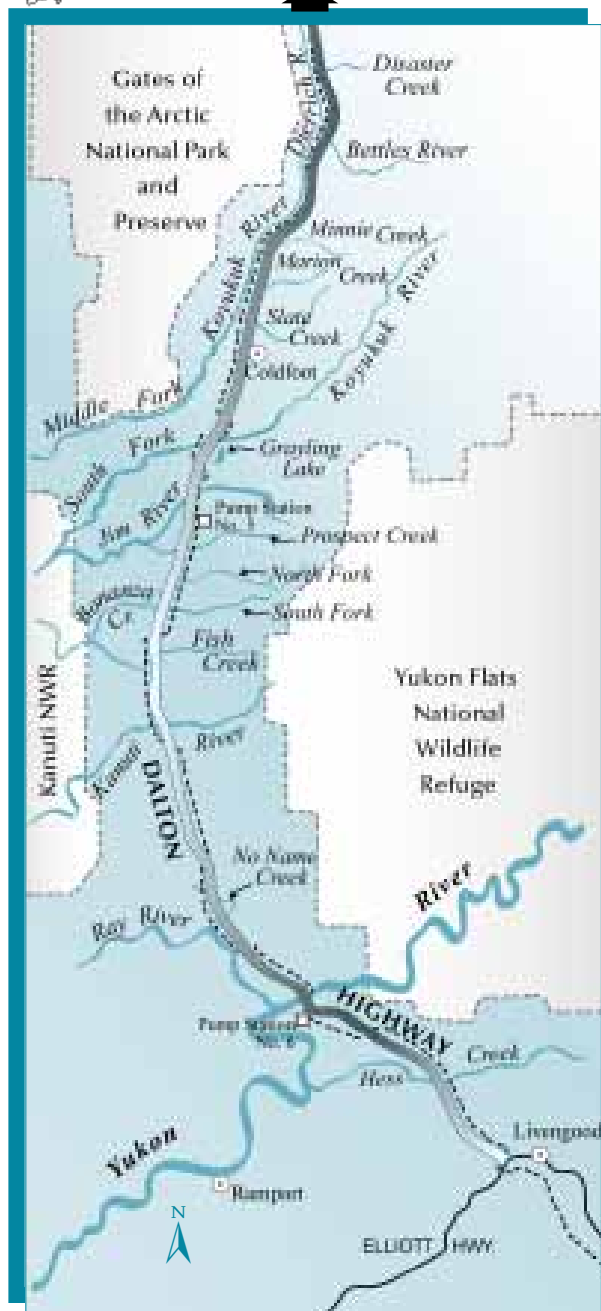 Gates of
the Arctic
National Park
and
Preserve
Dietrich R.
Disaster
Creek
Bettles River
Minnie Creek
Marion
Creek
Slate
Creek
Coldfoot
Middle Fork Koyukuk River
South Fork Koyukuk River
Grayling
Lake
Jim River
Pump Station
No. 5
Prospect Creek
North Fork
South Fork
Bonanza
Cr.
Fish
Creek
Kanuti NWR
Kanuti River
Yukon Flats
National
Wildlife
Refuge
DALTON HIGHWAY
No Name
Creek
Ray River
Yukon River
Pump Station
No. 6
Hess Creek
Livengood
Rampart
N
ELLIOTT HWY.